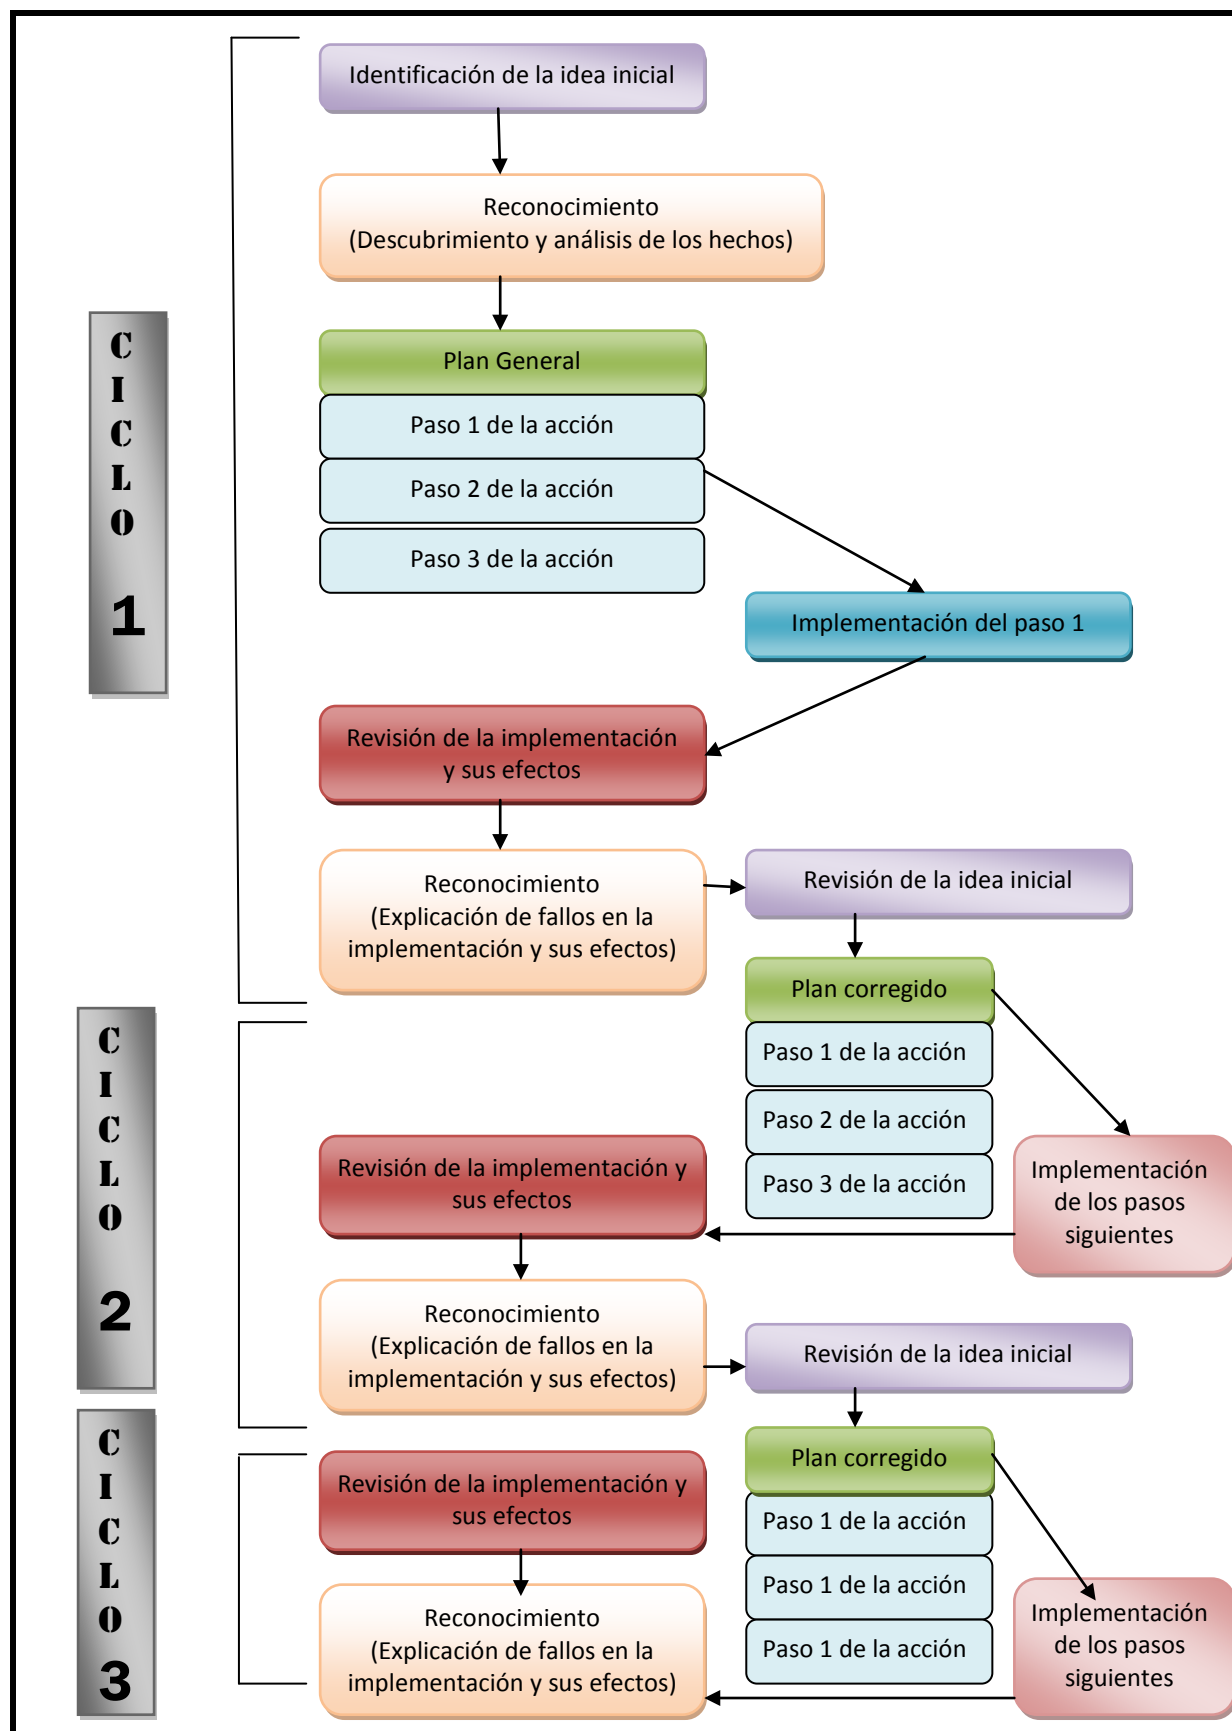 CICLO 1
Identificación de la idea inicial
Reconocimiento
(Descubrimiento y análisis de los hechos)
Plan General
Paso 1 de la acción
Paso 2 de la acción
Paso 3 de la acción
Implementación del paso 1
Revisión de la implementación
y sus efectos
Reconocimiento
(Explicación de fallos en la
implementación y sus efectos)
Revisión de la idea inicial
Plan corregido
Paso 1 de la acción
Paso 2 de la acción
Paso 3 de la acción
Implementación
de los pasos
siguientes
CICLO 2
Revisión de la implementación y
sus efectos
Reconocimiento
(Explicación de fallos en la
implementación y sus efectos)
Revisión de la idea inicial
Plan corregido
Paso 1 de la acción
Paso 1 de la acción
Paso 1 de la acción
Implementación
de los pasos
siguientes
CICLO 3
Revisión de la implementación y
sus efectos
Reconocimiento
(Explicación de fallos en la
implementación y sus efectos)